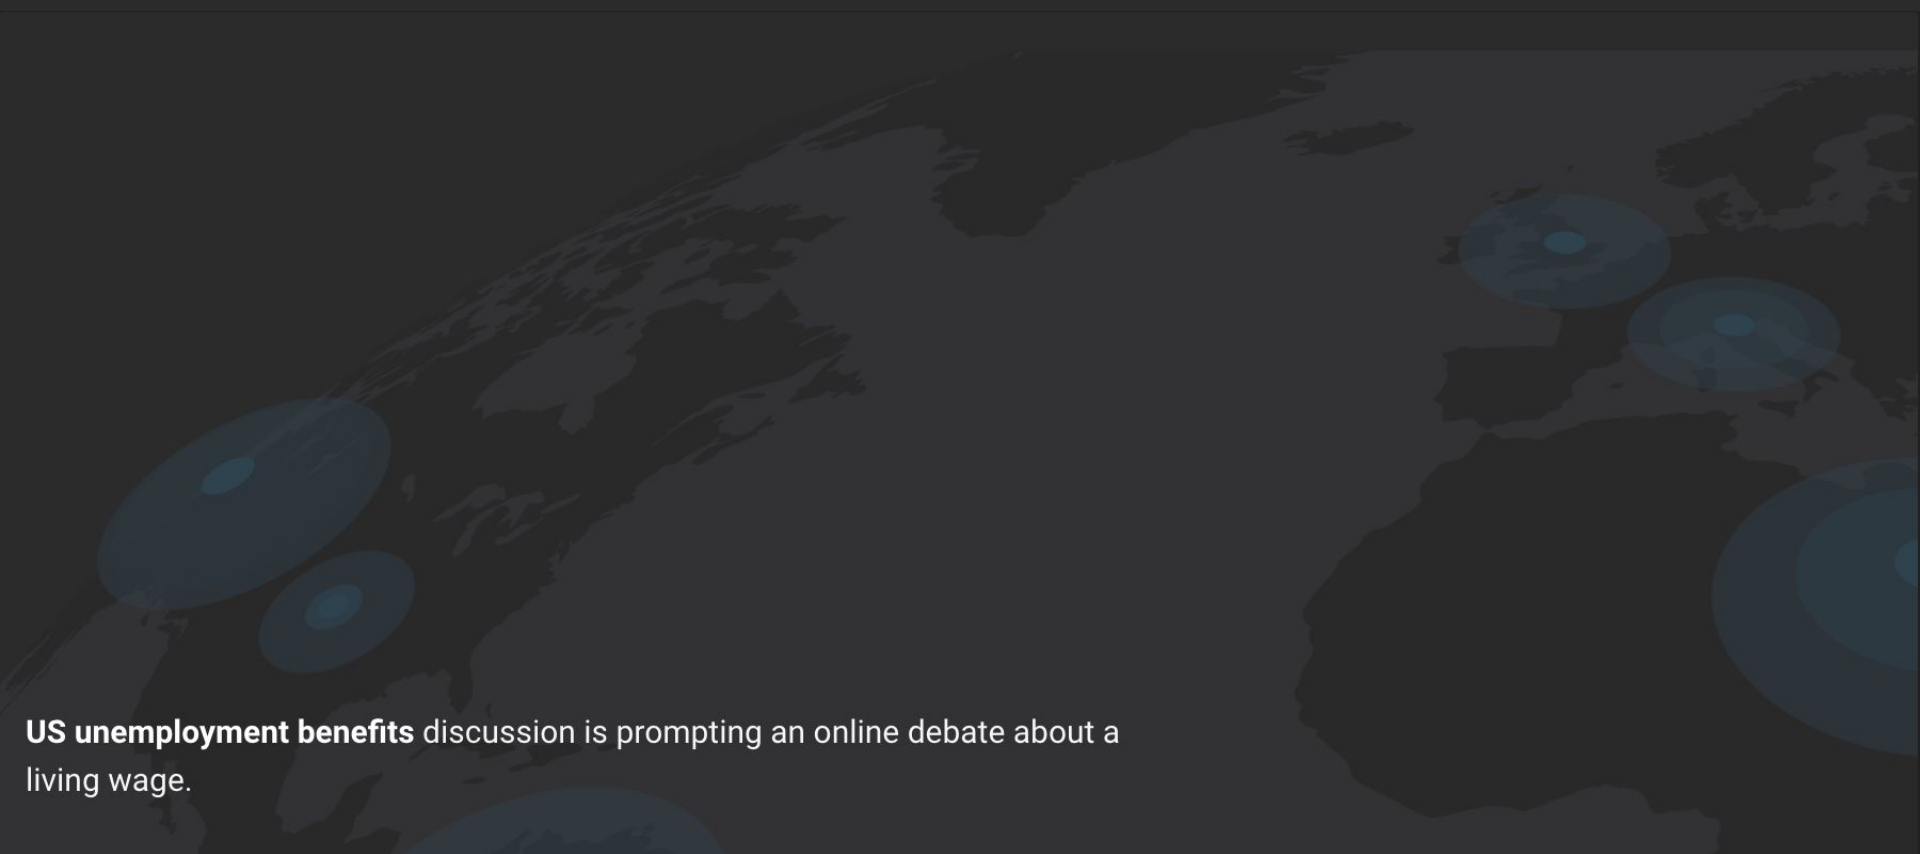 US unemployment benefits discussion is prompting an online debate about a
living wage.